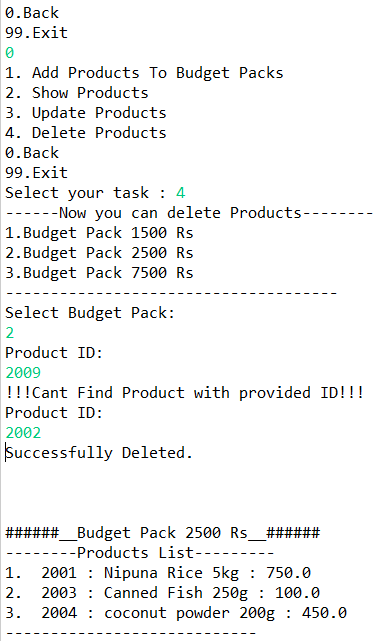 0.Back
99.Exit
0
1. Add Products To Budget Packs
2. Show Products
3. Update Products
4. Delete Products
0.Back
99.Exit
Select your task : 4
------Now you can delete Products--------
1.Budget Pack 1500 Rs
2.Budget Pack 2500 Rs
3.Budget Pack 7500 Rs
-------------------------------------
Select Budget Pack:
2
Product ID:
2009
!!!Cant Find Product with provided ID!!!
Product ID:
2002
Successfully Deleted.
######__Budget Pack 2500 Rs__######
--------Products List---------
1.  2001 : Nipuna Rice 5kg : 750.0
2.  2003 : Canned Fish 250g : 100.0
3.  2004 : coconut powder 200g : 450.0
----------------------------